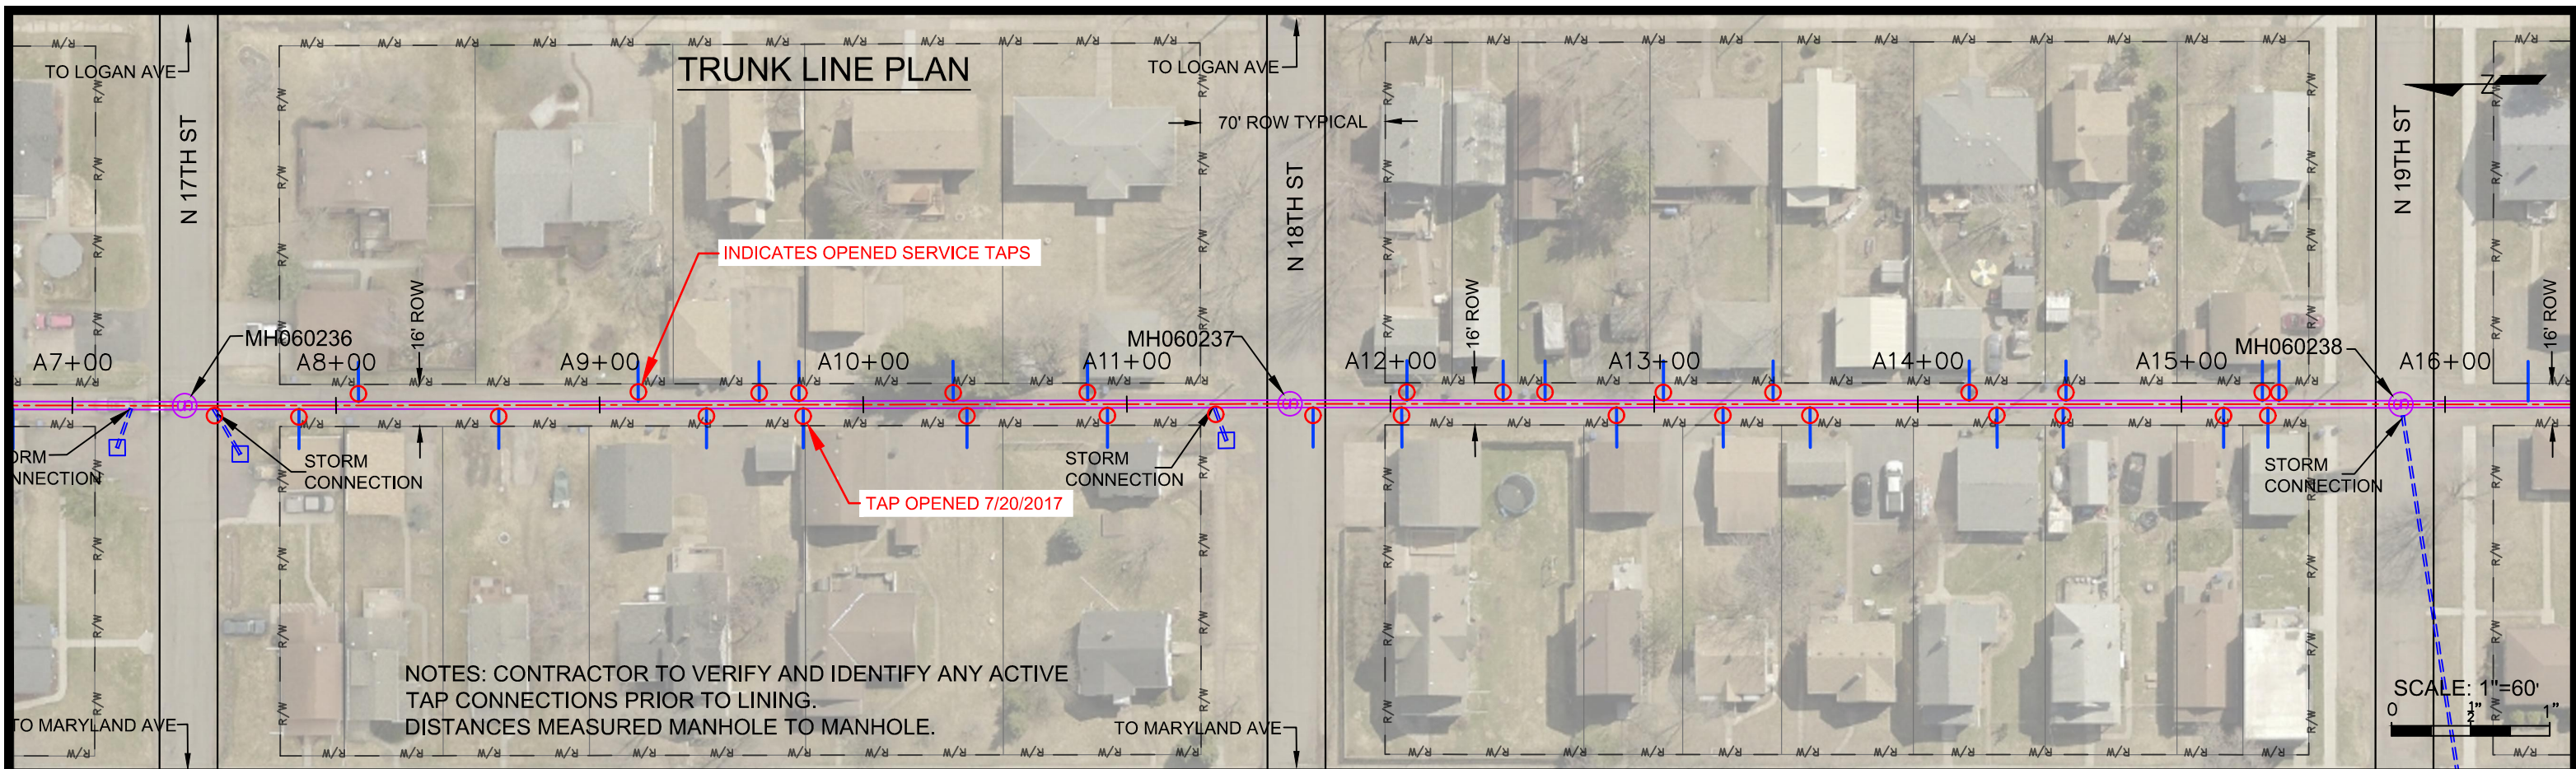 TRUNK LINE PLAN
TO LOGAN AVE
TO LOGAN AVE
N 17TH ST
N 18TH ST
N 19TH ST
70' ROW TYPICAL
Z
INDICATES OPENED SERVICE TAPS
16' ROW
16' ROW
16' ROW
MH060236
MH060237
MH060238
A7+00
A8+00
A9+00
A10+00
A11+00
A12+00
A13+00
A14+00
A15+00
A16+00
S
S
S
R/W
ORM
NNECTION
STORM
CONNECTION
STORM
CONNECTION
STORM
CONNECTION
TAP OPENED 7/20/2017
NOTES: CONTRACTOR TO VERIFY AND IDENTIFY ANY ACTIVE
TAP CONNECTIONS PRIOR TO LINING.
DISTANCES MEASURED MANHOLE TO MANHOLE.
TO MARYLAND AVE
TO MARYLAND AVE
SCALE: 1"=60'
0 1/2" 1"